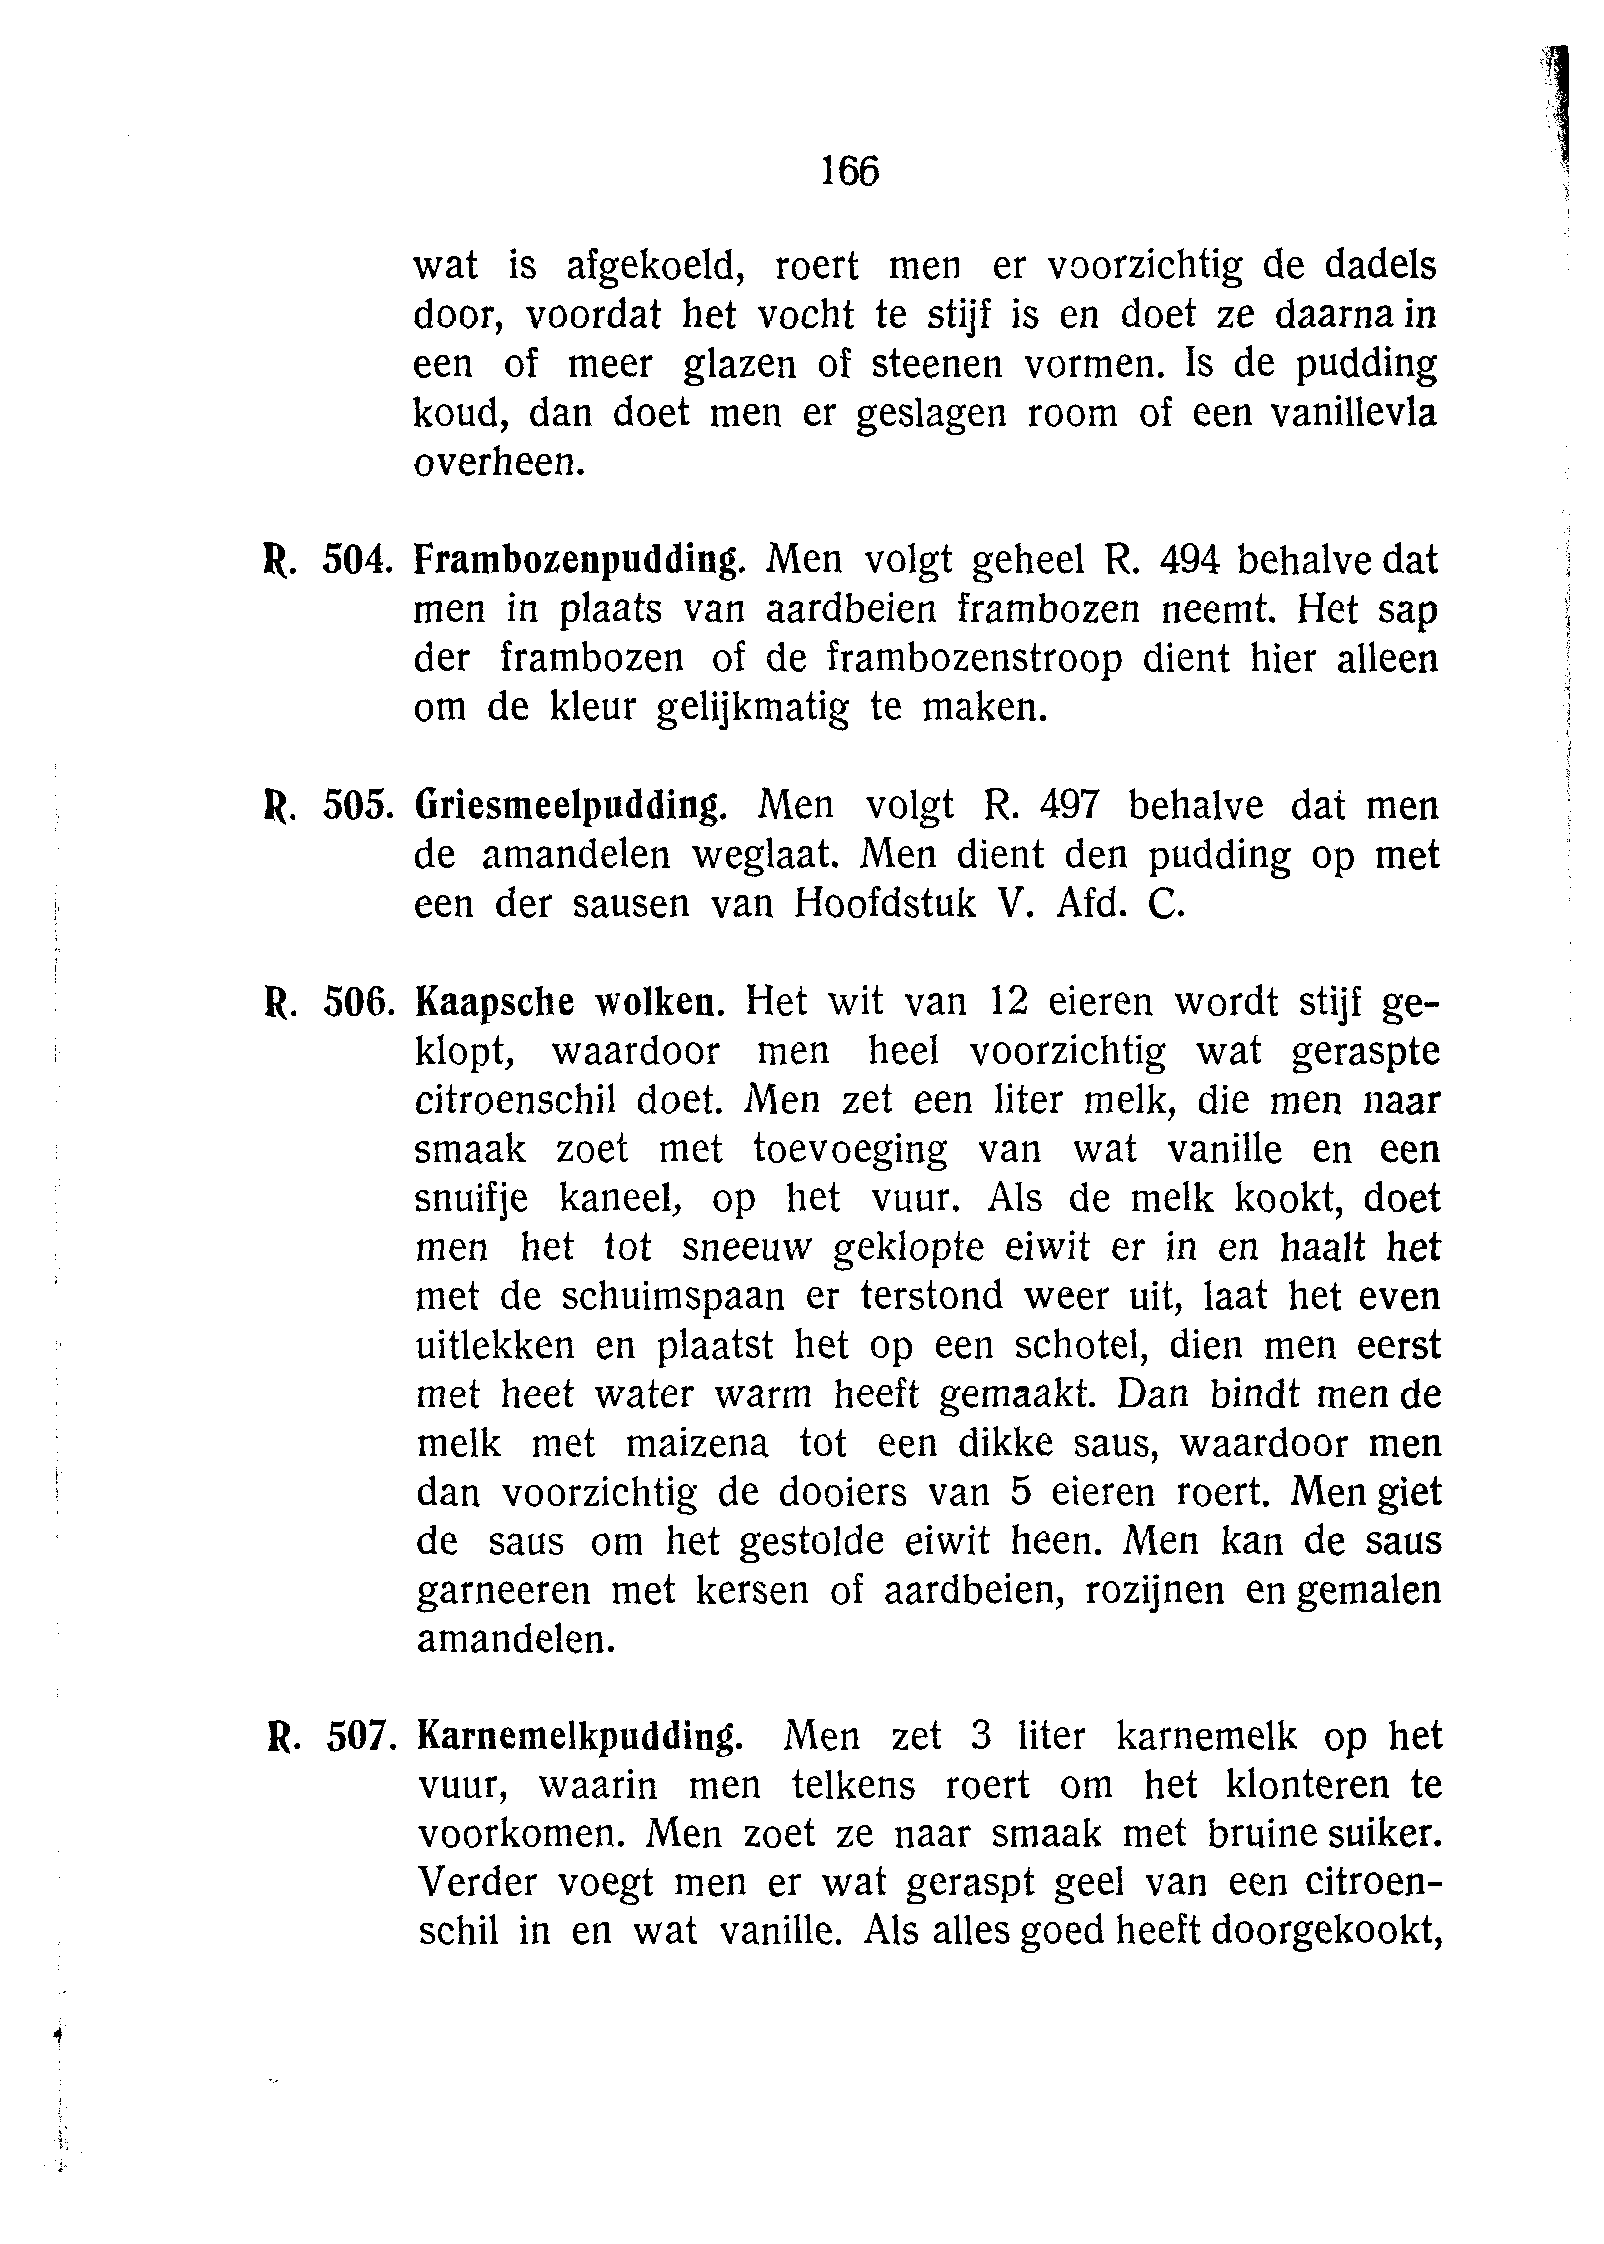 166
wat is afgekoeld, roert men er voorzichtig de dadels
door, voordat het vocht te stijf is en doet ze daarna in
een of meer glazen of steenen vormen. Is de pudding
koud, dan doet men er geslagen room of een vanillevla
overheen.
R. 504. Frambozenpudding. Men volgt geheel R. 494 behalve dat
men in plaats van aardbeien frambozen neemt. Het sap
der frambozen of de frambozenstroop dient hier alleen
om de kleur gelijkmatig te maken.
R. 505. Griesmeelpudding. Men volgt R. 497 behalve dat men
de amandelen weglaat. Men dient den pudding op met
een der sausen van Hoofdstuk V. Afd. C.
R. 506. Kaapsche wolken. Het wit van 12 eieren wordt stijf ge-
klopt, waardoor men heel voorzichtig wat geraspte
citroenschil doet. Men zet een liter melk, die men naar
smaak zoet met toevoeging van wat vanille en een
snuifje kaneel, op het vuur. Als de melk kookt, doet
men het tot sneeuw geklopte eiwit er in en haalt het
met de schuimspaan er terstond weer uit, laat het even
uitlekken en plaatst het op een schotel, dien men eerst
met heet water warm heeft gemaakt. Dan bindt men de
melk met maizena tot een dikke saus, waardoor men
dan voorzichtig de dooiers van 5 eieren roert. Men giet
de saus om het gestolde eiwit heen. Men kan de saus
garneeren met kersen of aardbeien, rozijnen en gemalen
amandelen.
R. 507. Karnemelkpudding. Men zet 3 liter karnemelk op het
vuur, waarin men telkens roert om het klonteren te
voorkomen. Men zoet ze naar smaak met bruine suiker.
Verder voegt men er wat geraspt geel van een citroen-
schil in en wat vanille. Als alles goed heeft doorgekookt,